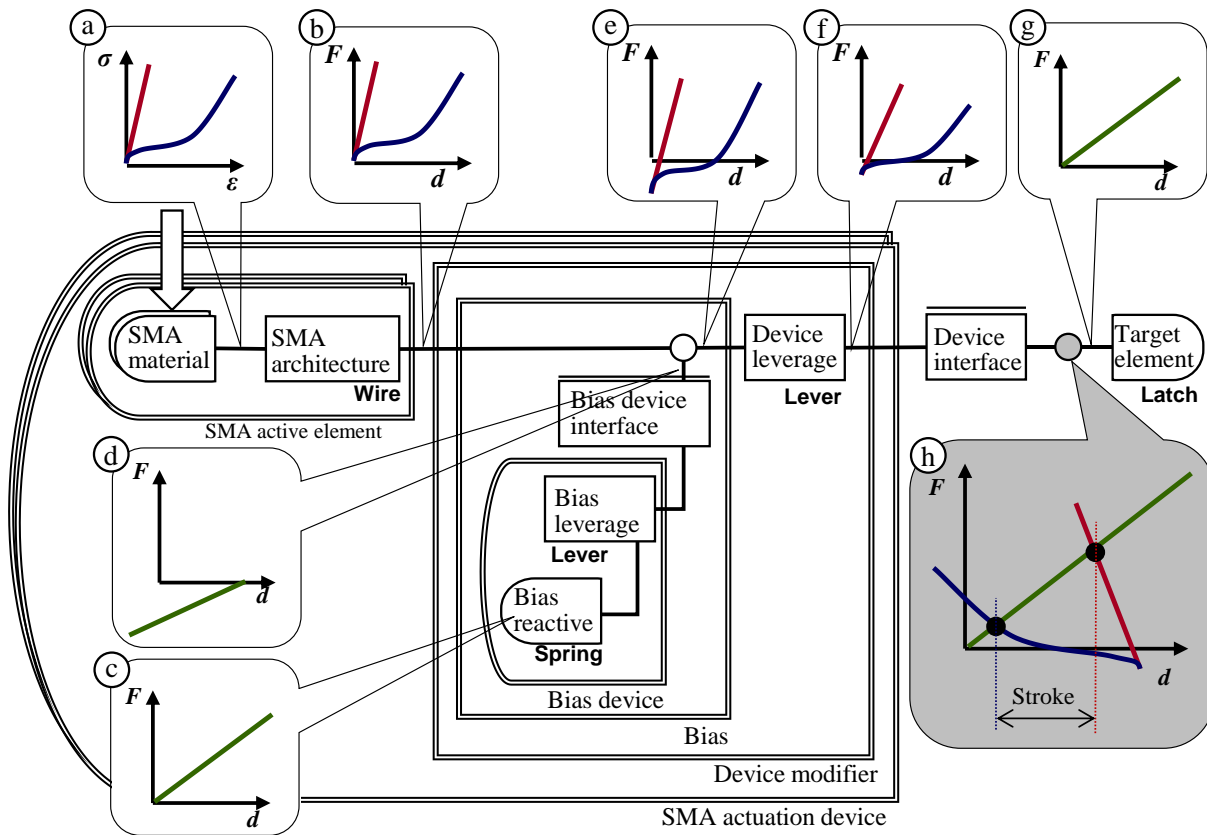 a
σ
ε
b
F
d
e
F
d
f
F
d
g
F
d
SMA
material
SMA
architecture
Wire
SMA active element
Device
leverage
Lever
Device
interface
Target
element
Latch
Bias device
interface
d
F
d
Bias
leverage
Lever
Bias
reactive
Spring
Bias device
Bias
Device modifier
SMA actuation device
c
F
d
h
F
d
Stroke